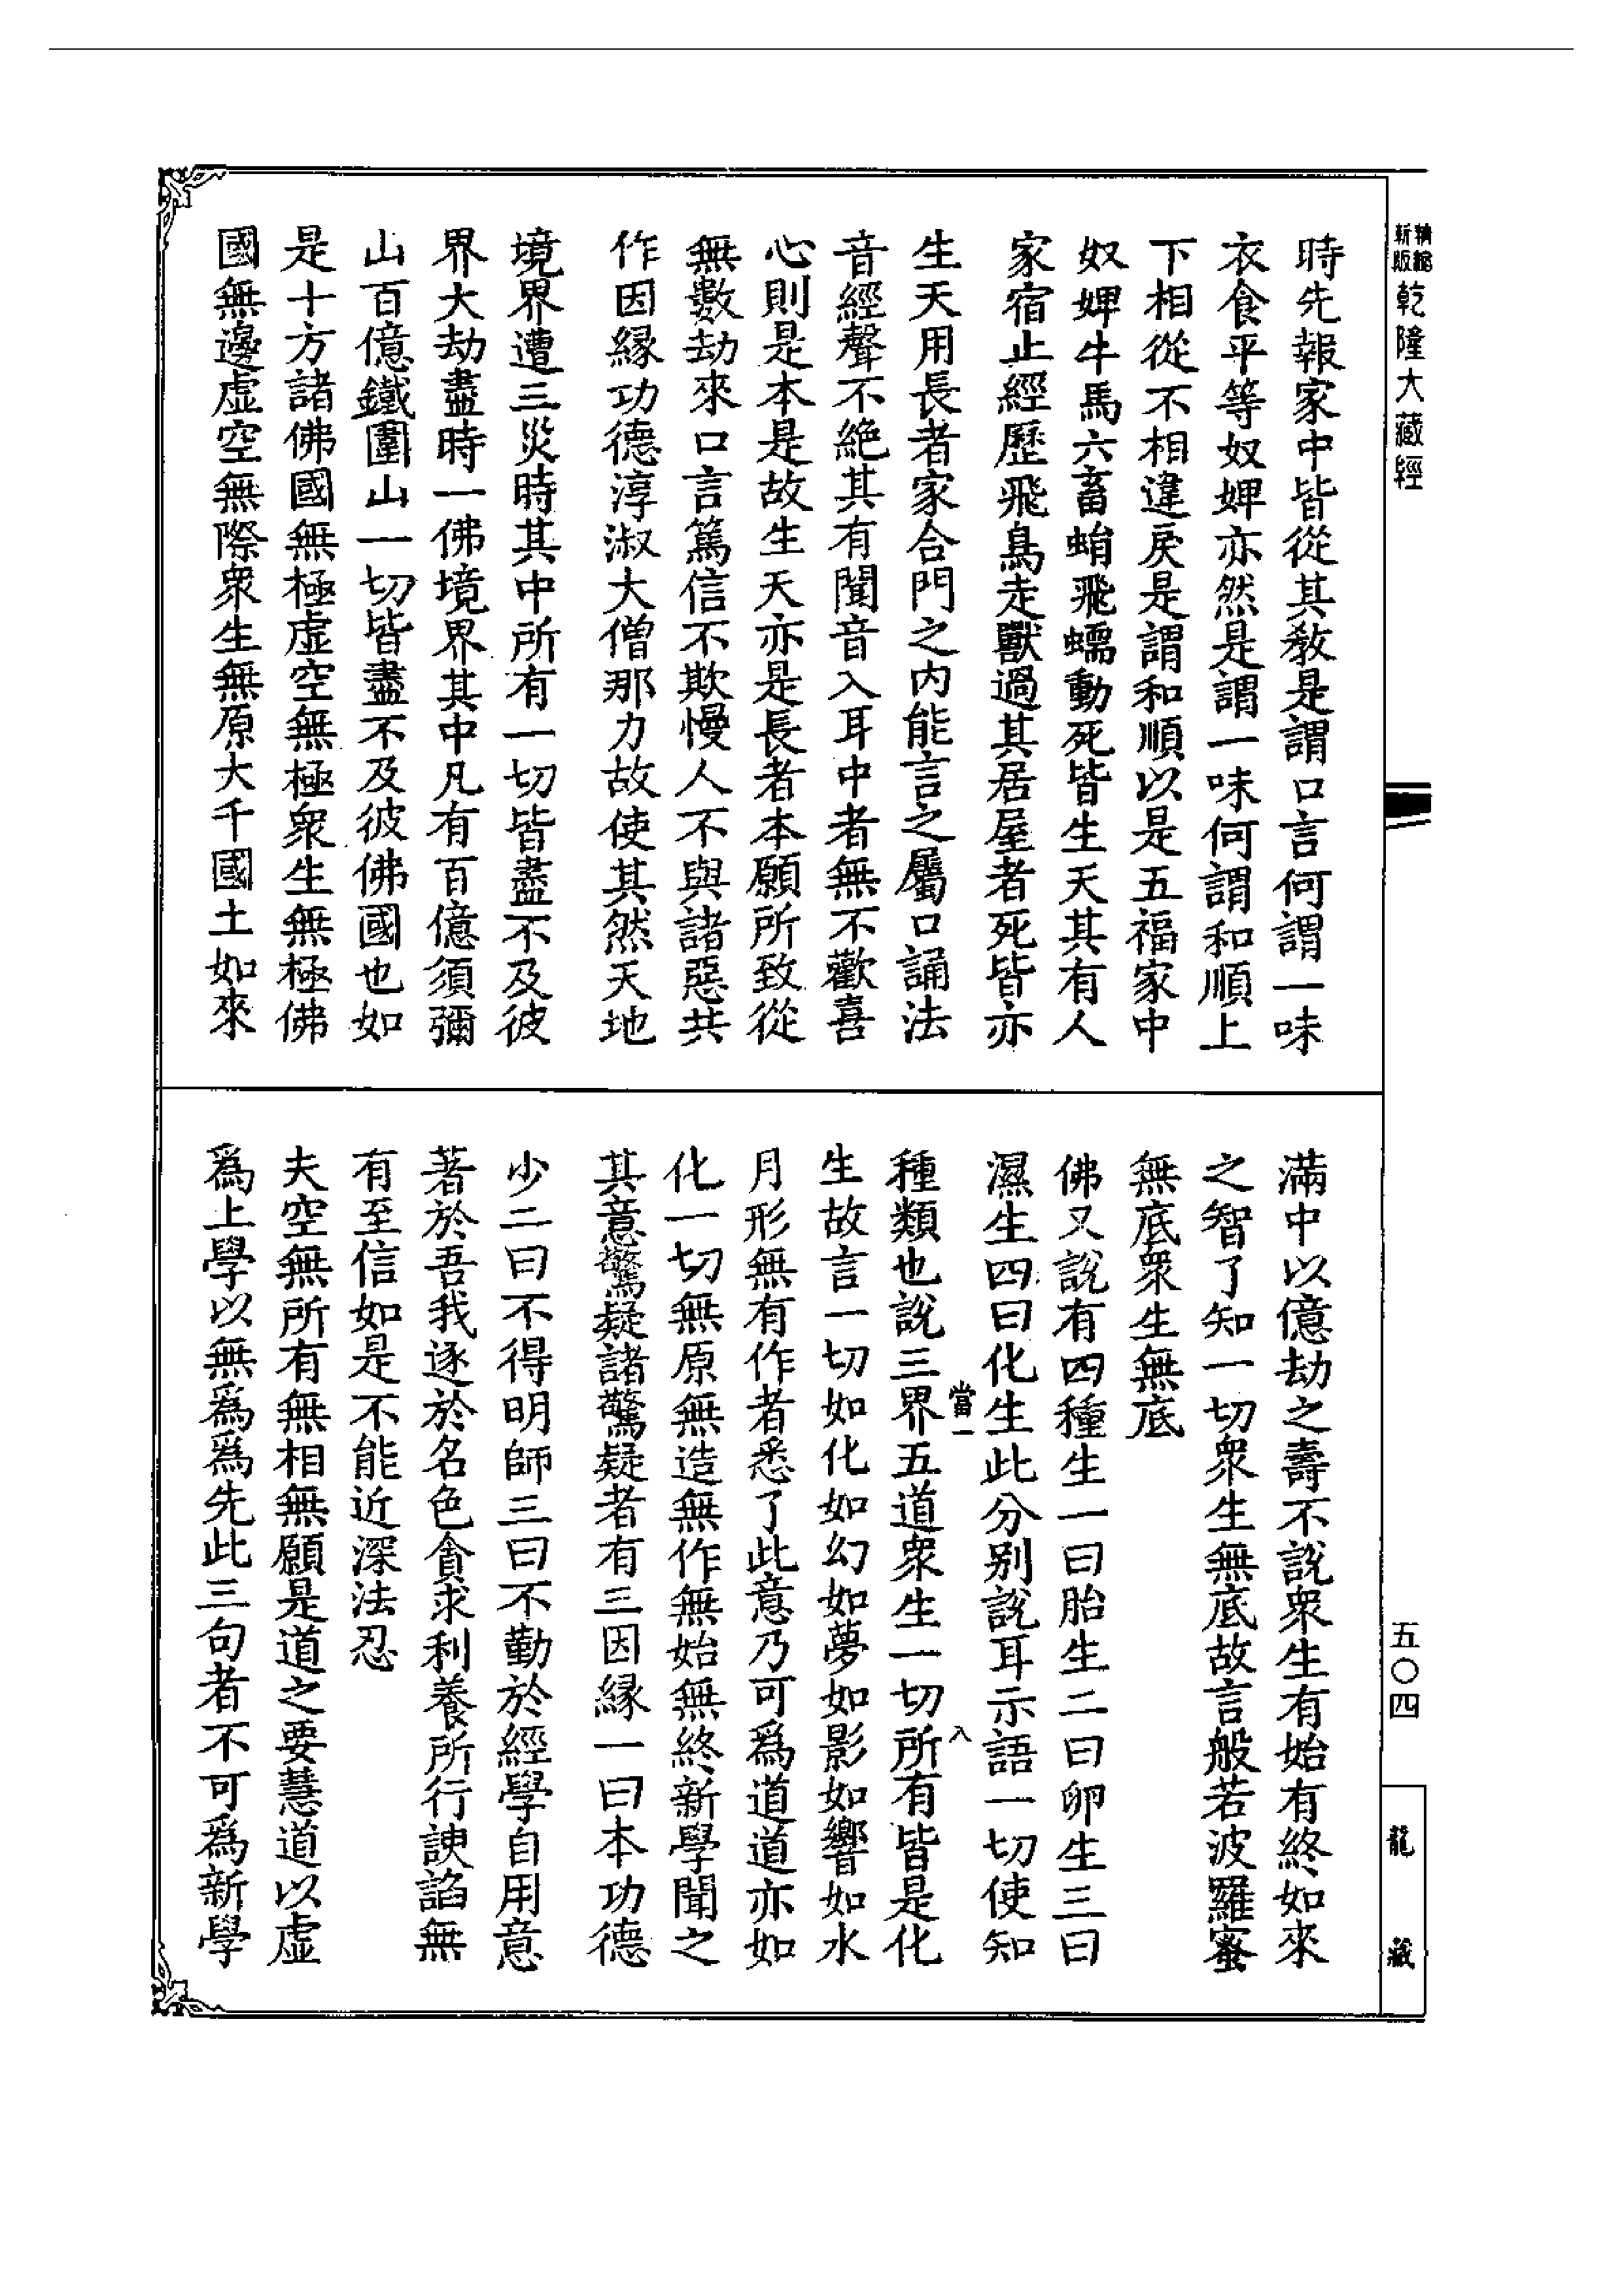 精縮新版乾隆大藏經
時先報家中皆從其教是謂口言何謂一味
衣食平等奴婢亦然是謂一味何謂和順上
下相從不相違戾是謂和順以是五福家中
奴婢牛馬六畜蜎飛蠕動死皆生天其有人
家宿止經歷飛鳥走獸過其居屋者死皆亦
生天用長者家合門之內能言之屬口誦法
音經聲不絕其有聞音入耳中者無不歡喜
心則是本是故生天亦是長者本願所致從
無數劫來口言篤信不欺慢人不與諸惡共
作因緣功德淳淑大僧那力故使其然天地
境界遭三災時其中所有一切皆盡不及彼
界大劫盡時一佛境界其中凡有百億須彌
山百億鐵圍山一切皆盡不及彼佛國也如
是十方諸佛國無極虛空無極眾生無極佛
國無邊虛空無際眾生無原大千國土如來
滿中以億劫之壽不說眾生有始有終如來
之智了知一切眾生無底故言般若波羅蜜
無底眾生無底
佛又說有四種生一曰胎生二曰卵生三曰
濕生四曰化生此分別說耳示語一切使知
當一 八
種類也說三界五道眾生一切所有皆是化
生故言一切如化如幻如夢如影如響如水
月形無有作者悉了此意乃可為道道亦如
化一切無原無造無作無始無終新學聞之
其意驚疑諸驚疑者有三因緣一曰本功德
少二曰不得明師三曰不勤於經學自用意
著於吾我逐於名色貪求利養所行諛諂無
有至信如是不能近深法忍
夫空無所有無相無願是道之要慧道以虛
為上學以無為為先此三句者不可為新學
五〇四
龍藏